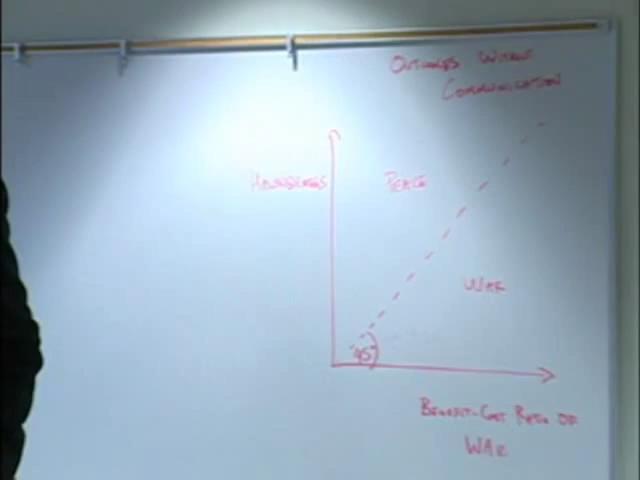 OUTCOMES WITHOUT
COMMUNICATION
PEACE
WAR
45°
BENEFIT-COST RATIO OF
WAR